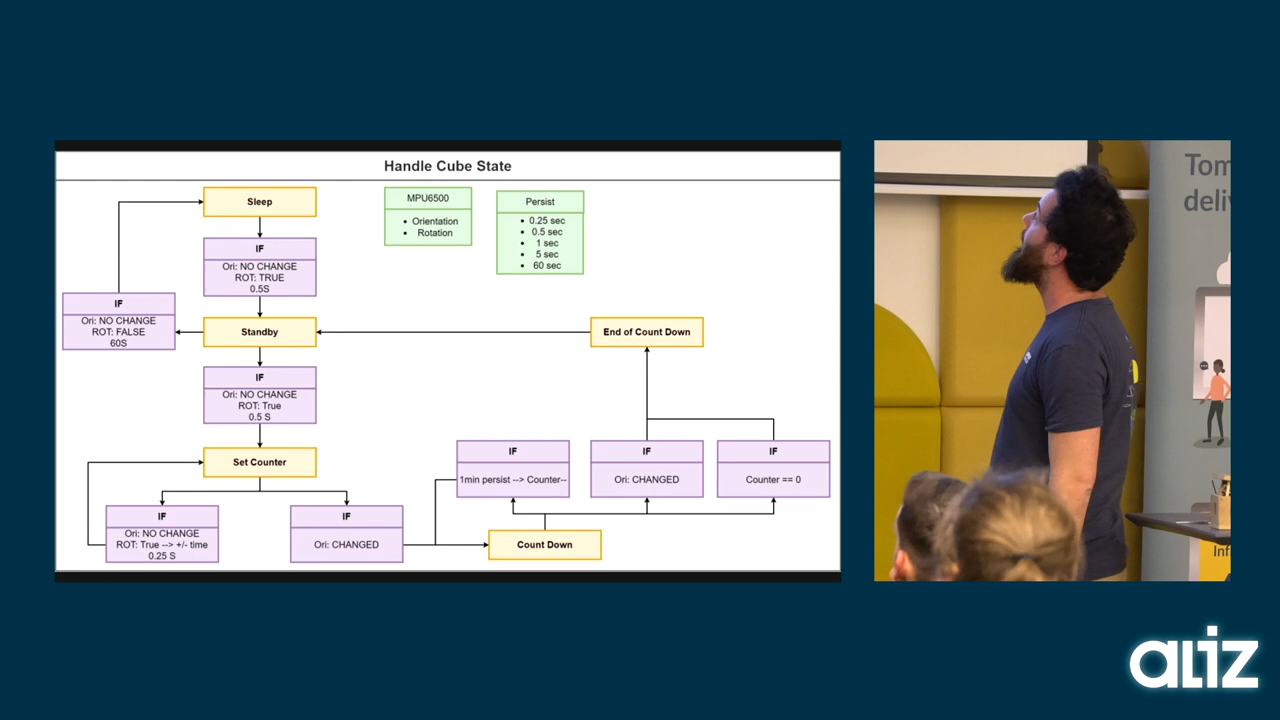 Handle Cube State
Sleep
MPU6500
• Orientation
• Rotation
Persist
• 0.25 sec
• 0.5 sec
• 1 sec
• 5 sec
• 60 sec
IF
Ori: NO CHANGE
ROT: TRUE
0.5S
IF
Ori: NO CHANGE
ROT: FALSE
60S
Standby
End of Count Down
IF
Ori: NO CHANGE
ROT: True
0.5 S
Set Counter
IF
1min persist --> Counter--
IF
Ori: CHANGED
IF
Counter == 0
IF
Ori: NO CHANGE
ROT: True --> +/- time
0.25 S
IF
Ori: CHANGED
Count Down
Tom
deliv
Inf
aLiz